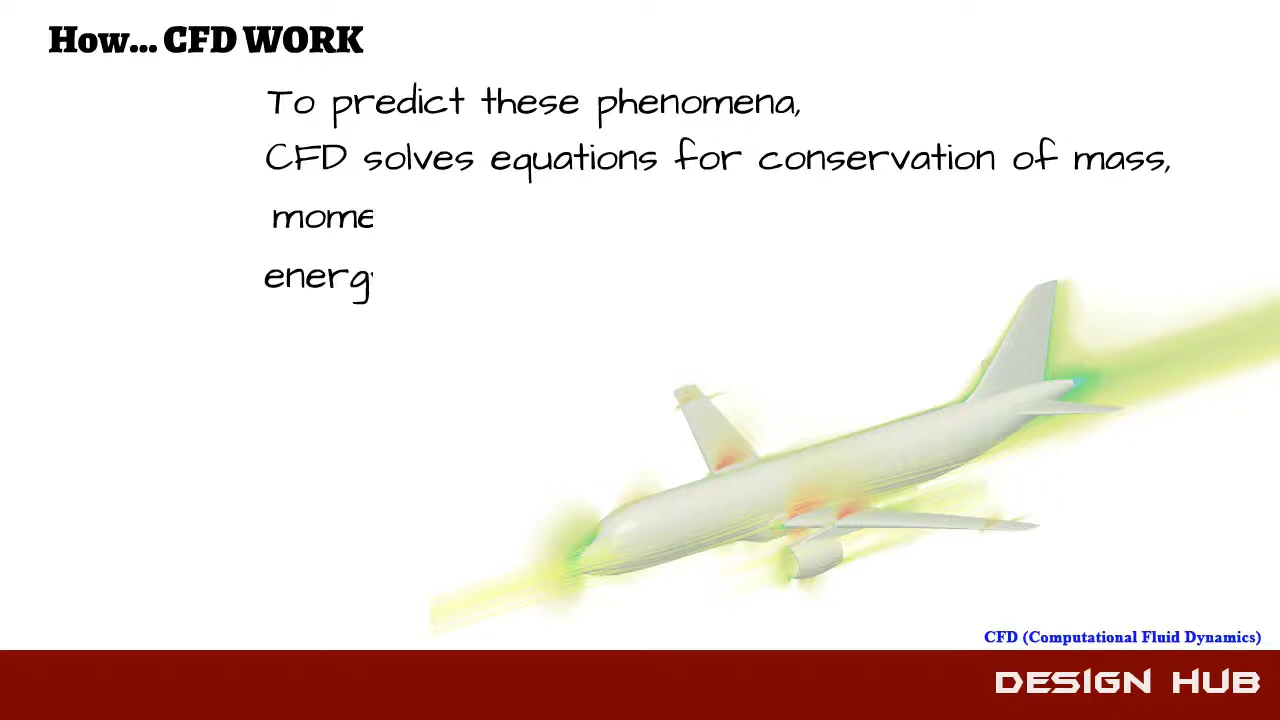 How... CFD WORK
To predict these phenomena,
CFD solves equations for conservation of mass,
mome
energy
CFD (Computational Fluid Dynamics)
DESIGN HUB